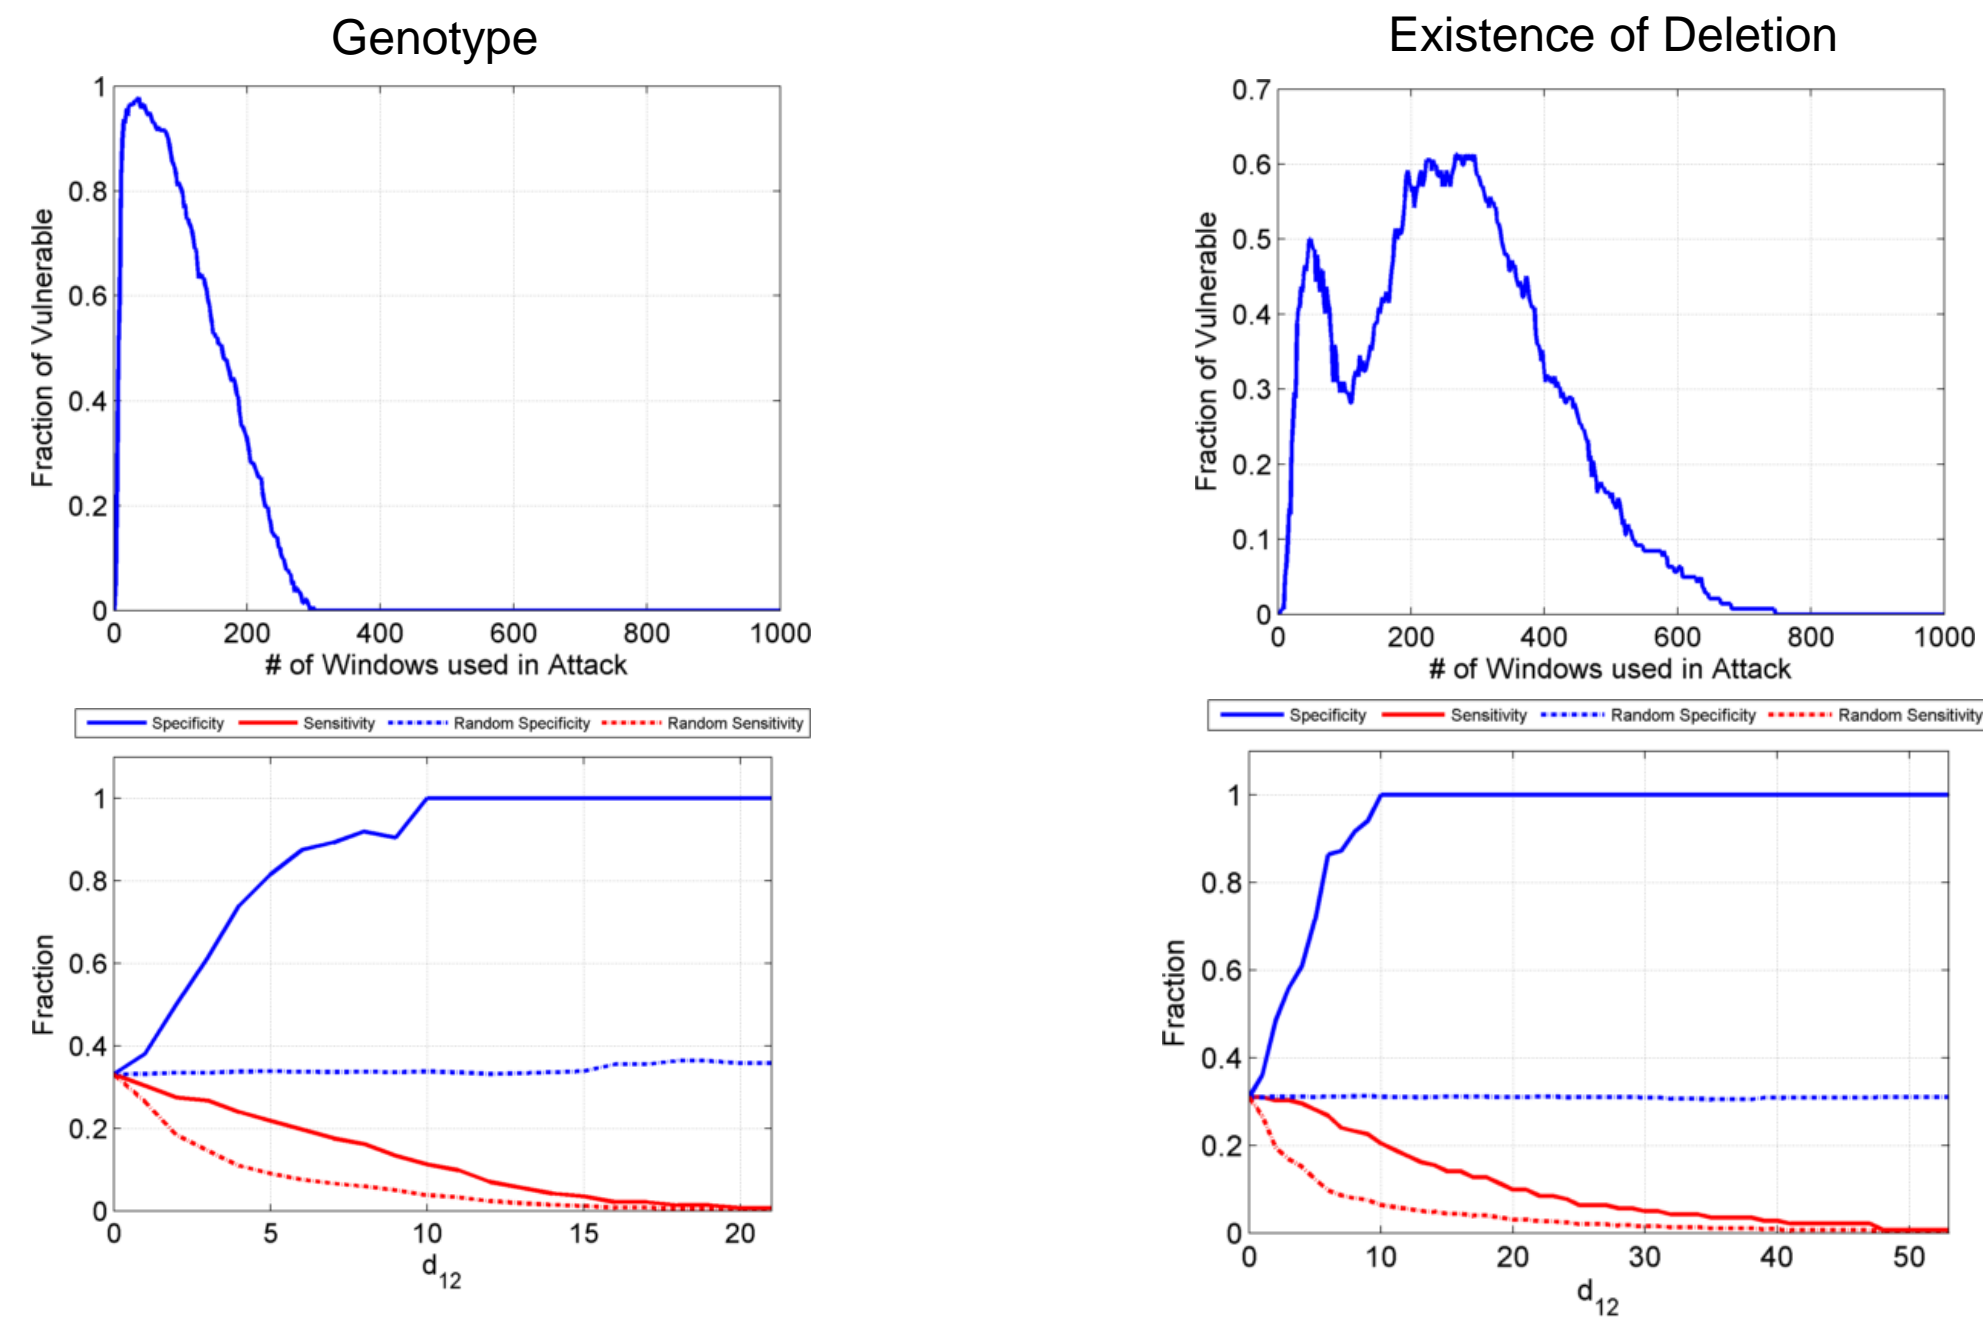 Genotype
1
0.8
0.6
0.4
0.2
0
Fraction of Vulnerable
0 200 400 600 800 1000
# of Windows used in Attack
Specificity Sensitivity Random Specificity Random Sensitivity
1
0.8
0.6
0.4
0.2
0
Fraction
0 5 10 15 20
d12
Existence of Deletion
0.7
0.6
0.5
0.4
0.3
0.2
0.1
0
Fraction of Vulnerable
0 200 400 600 800 1000
# of Windows used in Attack
Specificity Sensitivity Random Specificity Random Sensitivity
1
0.8
0.6
0.4
0.2
0
Fraction
0 10 20 30 40 50
d12